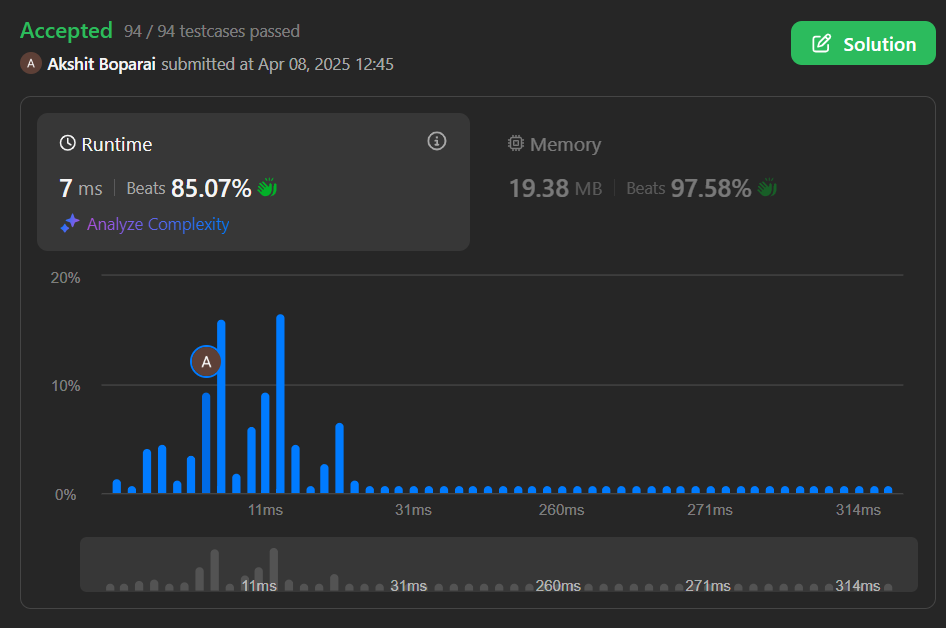 Accepted 94 / 94 testcases passed
Solution
A Akshit Boparai submitted at Apr 08, 2025 12:45
Runtime
7 ms | Beats 85.07%
Analyze Complexity
Memory
19.38 MB | Beats 97.58%
20%
10%
0%
A
11ms 31ms 260ms 271ms 314ms
11ms 31ms 260ms 271ms 314ms